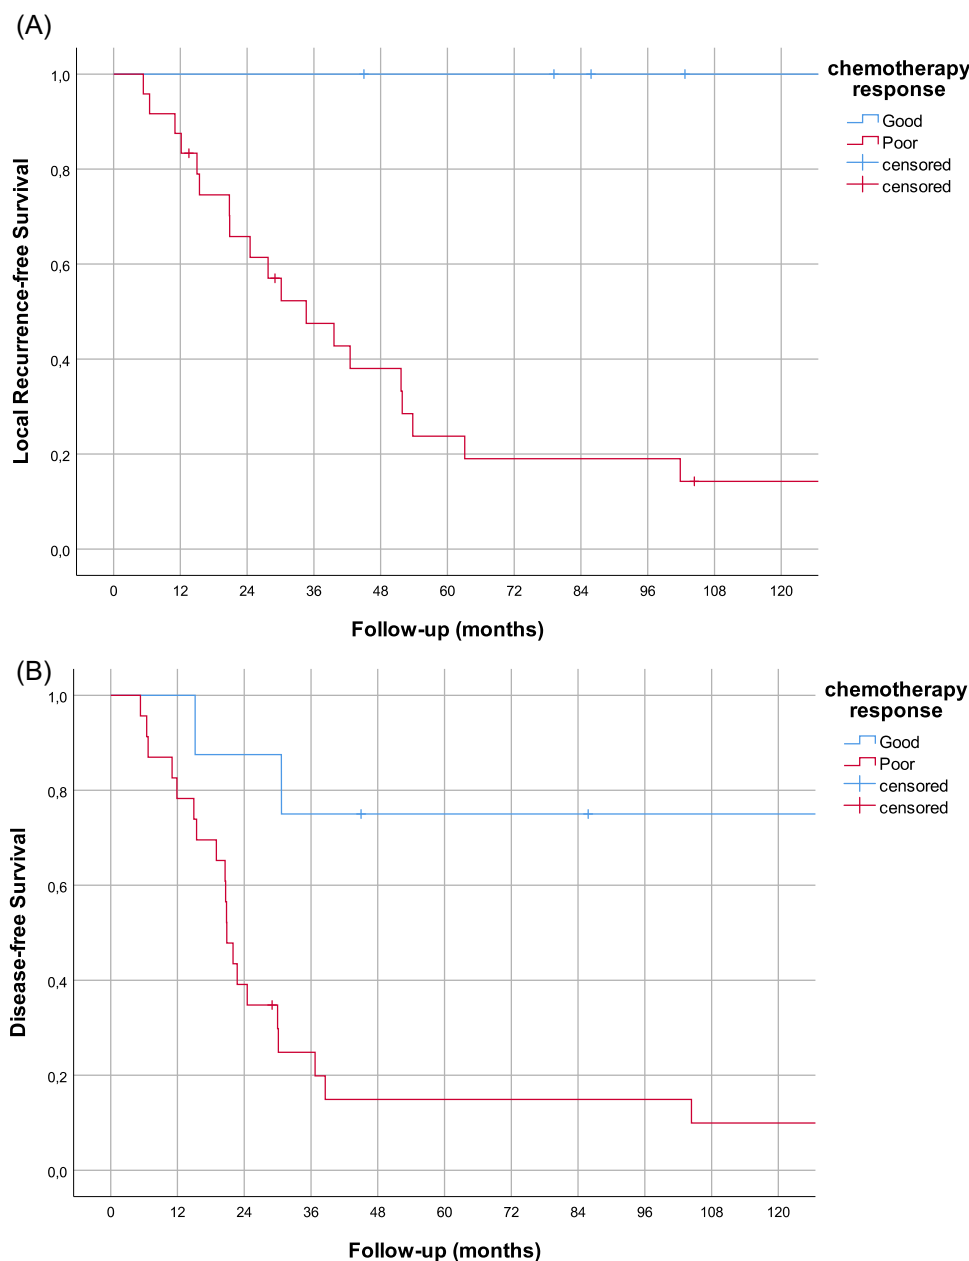 (A)
chemotherapy
response
Good
Poor
censored
censored
Local Recurrence-free Survival
1,0
0,8
0,6
0,4
0,2
0,0
0 12 24 36 48 60 72 84 96 108 120
Follow-up (months)
(B)
chemotherapy
response
Good
Poor
censored
censored
Disease-free Survival
1,0
0,8
0,6
0,4
0,2
0,0
0 12 24 36 48 60 72 84 96 108 120
Follow-up (months)